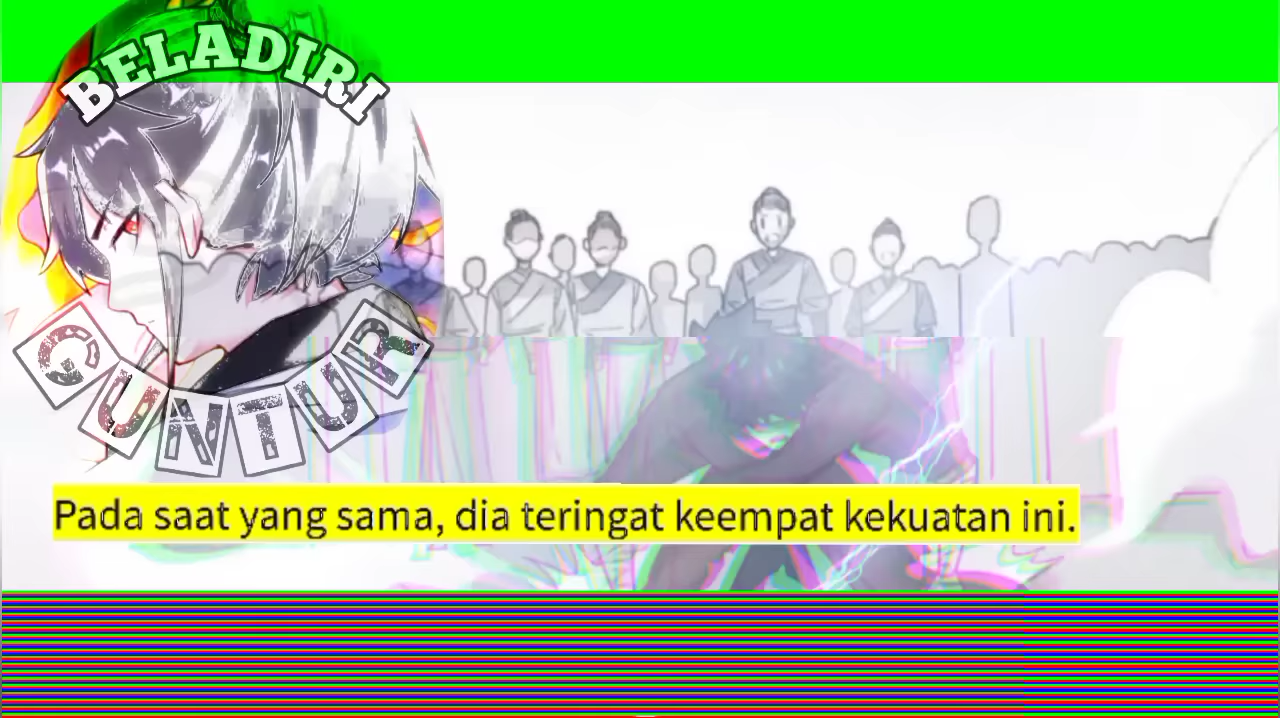 BELADIRI
GUNTUR
Pada saat yang sama, dia teringat keempat kekuatan ini.